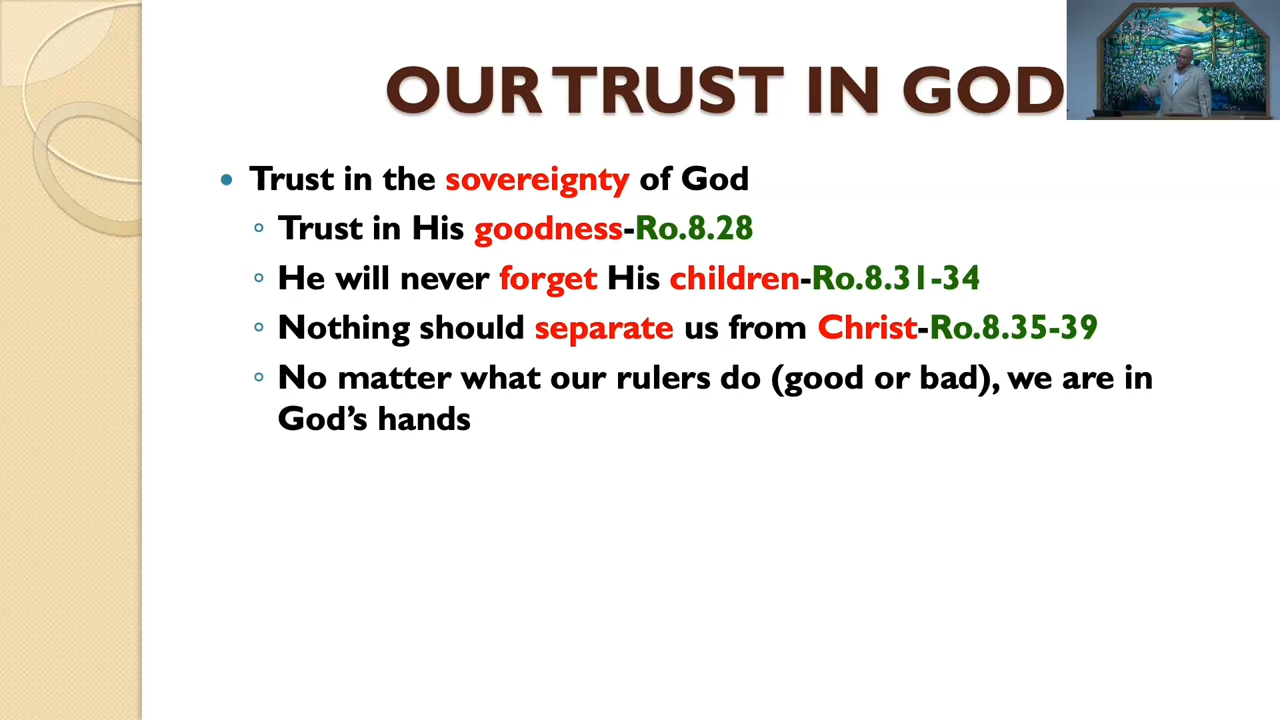 OUR TRUST IN GOD
Trust in the sovereignty of God
Trust in His goodness-Ro.8.28
He will never forget His children-Ro.8.31-34
Nothing should separate us from Christ-Ro.8.35-39
No matter what our rulers do (good or bad), we are in
God’s hands